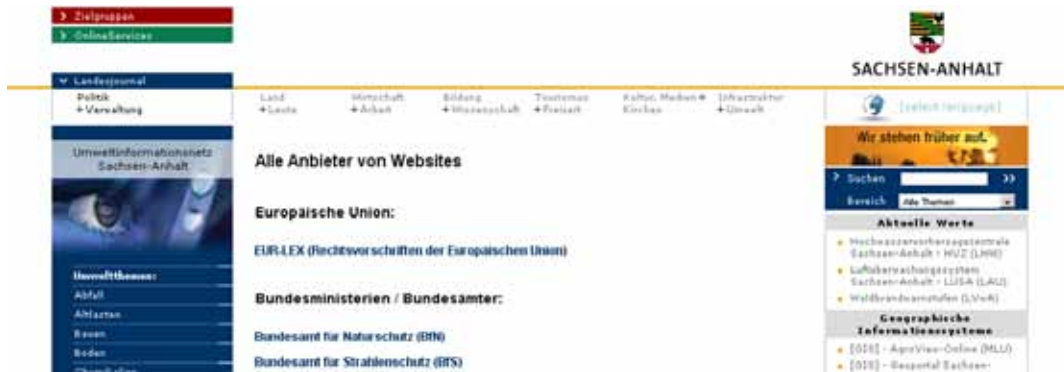 Zielgruppen
OnlineServices
SACHSEN-ANHALT
Landesjournal
Politik
+Verwaltung
Land
+Leute
Wirtschaft
+Arbeit
Bildung
+Wissenschaft
Tourismus
+Freizeit
Kultur, Medien+
Kirchen
Infrastruktur
+Umwelt
[select language]
Umweltinformationsnetz
Sachsen-Anhalt
Umweltthemen:
Abfall
Altlasten
Bauen
Boden
Chemikalien
Alle Anbieter von Websites
Europäische Union:
EUR-LEX (Rechtsvorschriften der Europäischen Union)
Bundesministerien / Bundesämter:
Bundesamt für Naturschutz (BfN)
Bundesamt für Strahlenschutz (BfS)
Wir stehen früher auf.
Suchen
Bereich Alle Themen
Aktuelle Werte
Hochwasservorhersagezentrale
Sachsen-Anhalt - HVZ (LHW)
Luftüberwachungssystem
Sachsen-Anhalt - LÜSA (LAU)
Waldbrandwarnstufen (LVwA)
Geographische
Informationssysteme
[GIS] - AgroView-Online (MLU)
[GIS] - Geoportal Sachsen-